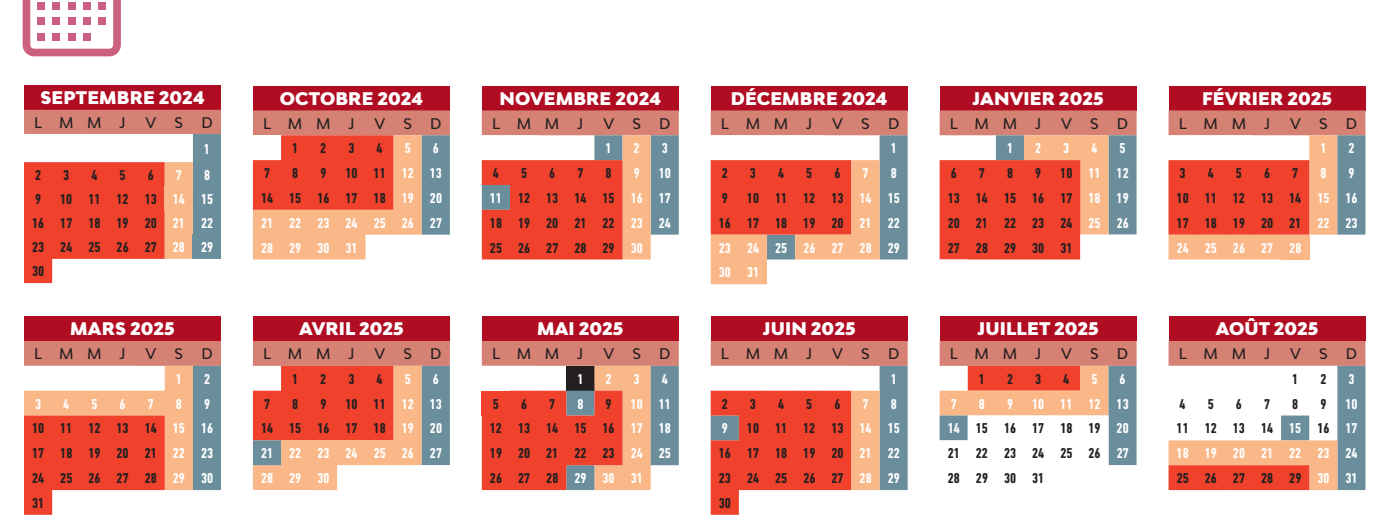 SEPTEMBRE 2024
L M M J V S D
1
2 3 4 5 6 7 8
9 10 11 12 13 14 15
16 17 18 19 20 21 22
23 24 25 26 27 28 29
30
OCTOBRE 2024
L M M J V S D
1 2 3 4 5 6
7 8 9 10 11 12 13
14 15 16 17 18 19 20
21 22 23 24 25 26 27
28 29 30 31
NOVEMBRE 2024
L M M J V S D
1 2 3
4 5 6 7 8 9 10
11 12 13 14 15 16 17
18 19 20 21 22 23 24
25 26 27 28 29 30
DÉCEMBRE 2024
L M M J V S D
1
2 3 4 5 6 7 8
9 10 11 12 13 14 15
16 17 18 19 20 21 22
23 24 25 26 27 28 29
30 31
JANVIER 2025
L M M J V S D
1 2 3 4 5
6 7 8 9 10 11 12
13 14 15 16 17 18 19
20 21 22 23 24 25 26
27 28 29 30 31
FÉVRIER 2025
L M M J V S D
1 2
3 4 5 6 7 8 9
10 11 12 13 14 15 16
17 18 19 20 21 22 23
24 25 26 27 28
MARS 2025
L M M J V S D
1 2
3 4 5 6 7 8 9
10 11 12 13 14 15 16
17 18 19 20 21 22 23
24 25 26 27 28 29 30
31
AVRIL 2025
L M M J V S D
1 2 3 4 5 6
7 8 9 10 11 12 13
14 15 16 17 18 19 20
21 22 23 24 25 26 27
28 29 30
MAI 2025
L M M J V S D
1 2 3 4
5 6 7 8 9 10 11
12 13 14 15 16 17 18
19 20 21 22 23 24 25
26 27 28 29 30 31
JUIN 2025
L M M J V S D
1
2 3 4 5 6 7 8
9 10 11 12 13 14 15
16 17 18 19 20 21 22
23 24 25 26 27 28 29
30
JUILLET 2025
L M M J V S D
1 2 3 4 5 6
7 8 9 10 11 12 13
14 15 16 17 18 19 20
21 22 23 24 25 26 27
28 29 30 31
AOÛT 2025
L M M J V S D
1 2 3
4 5 6 7 8 9 10
11 12 13 14 15 16 17
18 19 20 21 22 23 24
25 26 27 28 29 30 31